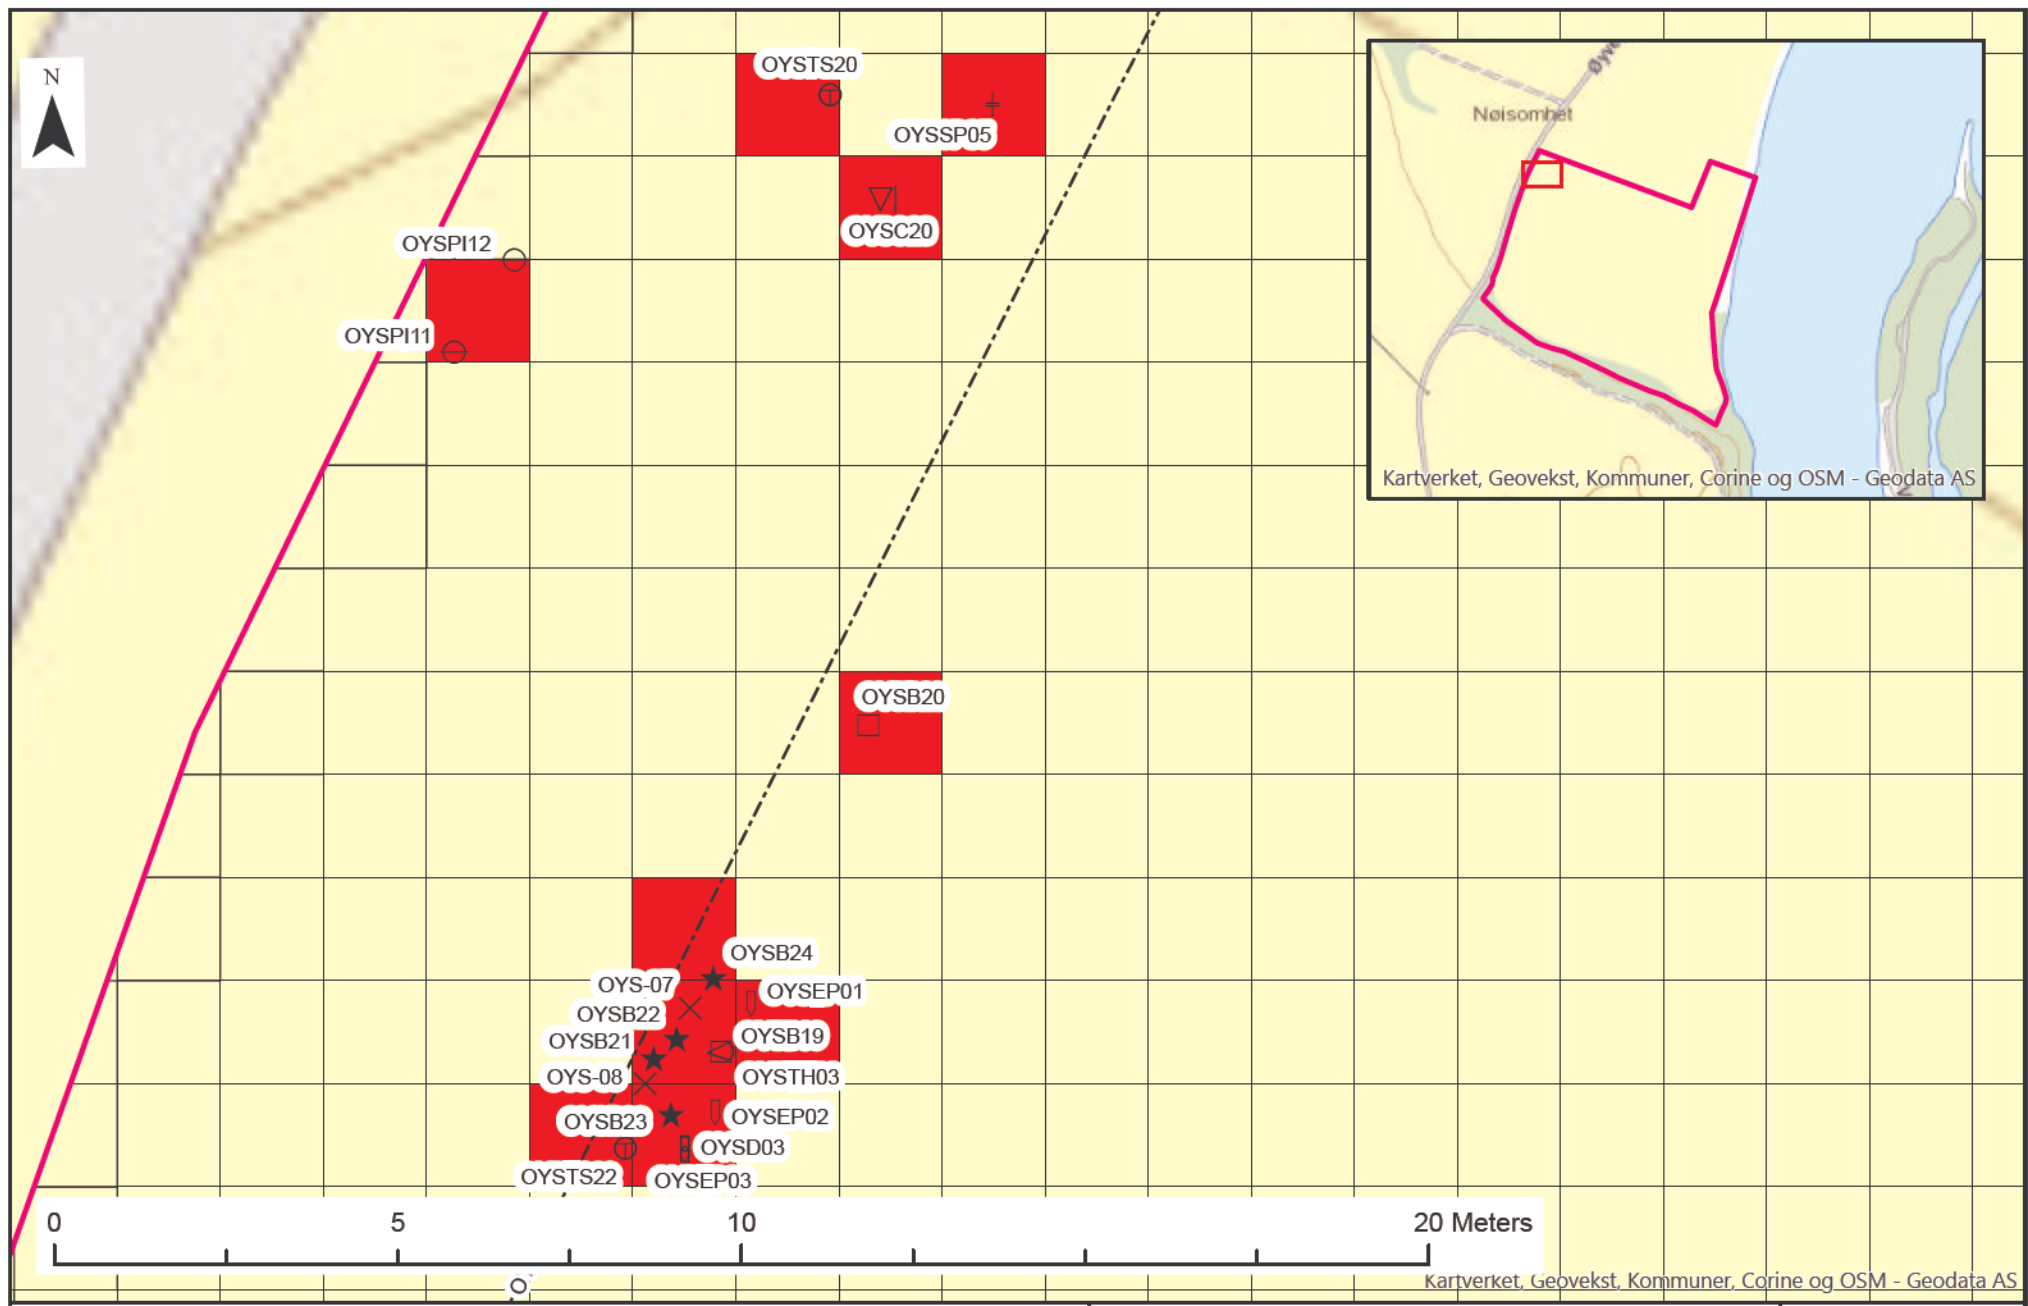 N
OYSTS20
OYSSP05
OYSC20
OYSPI12
OYSPI11
OYSB20
OYSB24
OYS-07
OYSEP01
OYSB22
OYSB21
OYSB19
OYS-08
OYSTH03
OYSB23
OYSEP02
OYSD03
OYSTS22
OYSEP03
0 5 10 20 Meters
Kartverket, Geovekst, Kommuner, Corine og OSM - Geodata AS
Nøisomhet
Kartverket, Geovekst, Kommuner, Corine og OSM - Geodata AS